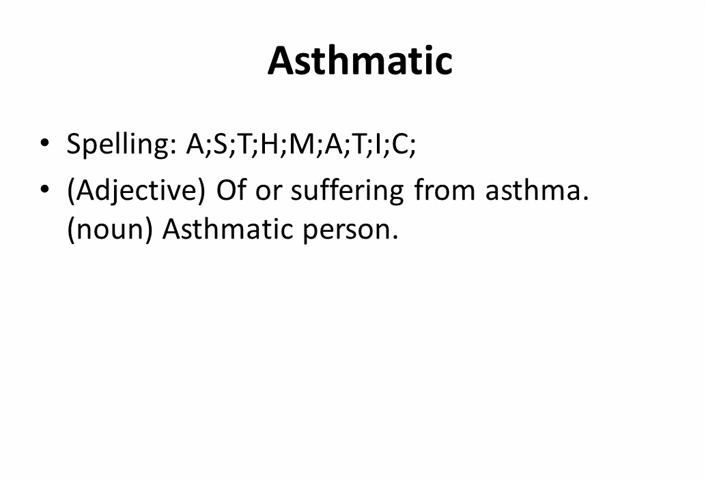 Asthmatic
• Spelling: A;S;T;H;M;A;T;I;C;
• (Adjective) Of or suffering from asthma.
(noun) Asthmatic person.